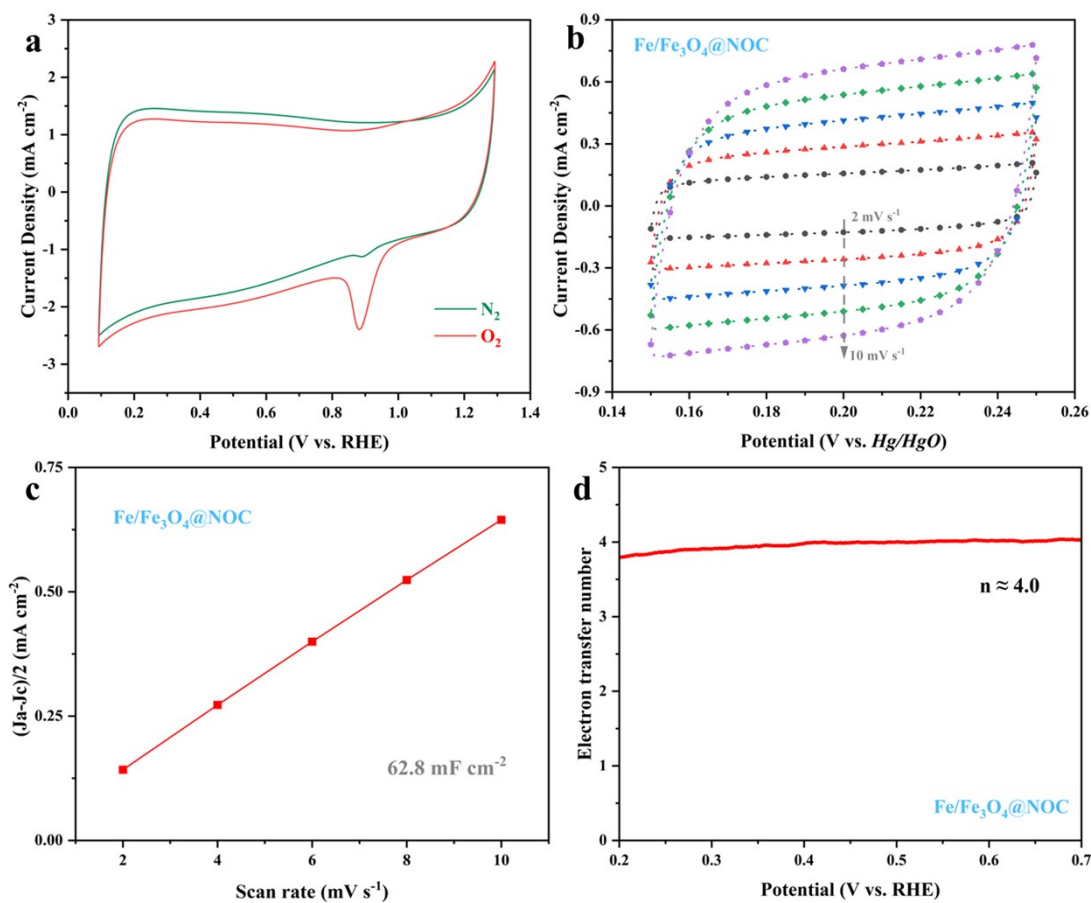 a
3
2
1
0
-1
-2
-3
Current Density (mA cm⁻²)
N₂
O₂
0.0 0.2 0.4 0.6 0.8 1.0 1.2 1.4
Potential (V vs. RHE)
b
Fe/Fe₃O₄@NOC
0.9
0.6
0.3
0.0
-0.3
-0.6
-0.9
Current Density (mA cm⁻²)
2 mV s⁻¹
10 mV s⁻¹
0.14 0.16 0.18 0.20 0.22 0.24 0.26
Potential (V vs. Hg/HgO)
c
Fe/Fe₃O₄@NOC
0.75
0.50
0.25
0.00
(Ja-Jc)/2 (mA cm⁻²)
62.8 mF cm⁻²
2 4 6 8 10
Scan rate (mV s⁻¹)
d
5
4
3
2
1
0
Electron transfer number
n ≈ 4.0
Fe/Fe₃O₄@NOC
0.2 0.3 0.4 0.5 0.6 0.7
Potential (V vs. RHE)